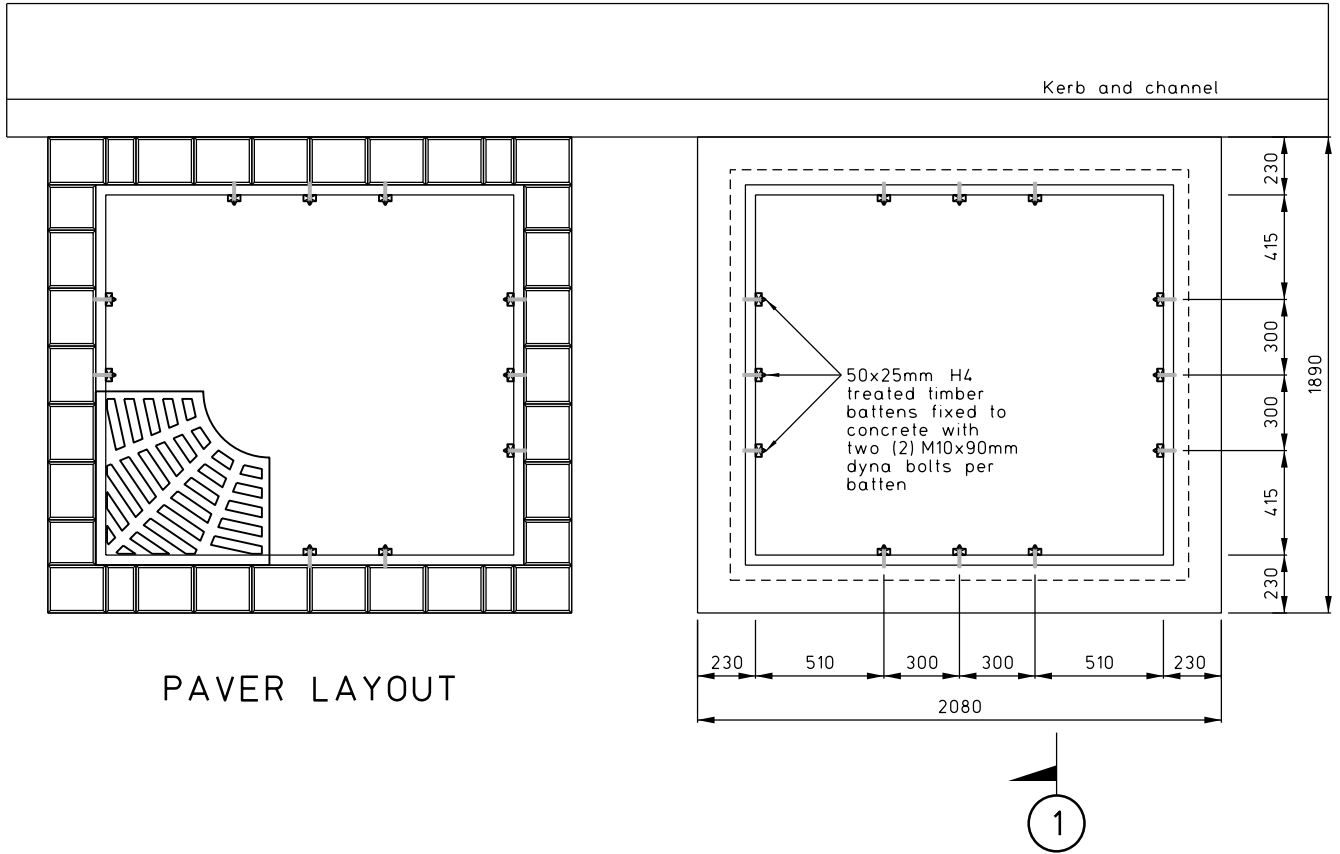 Kerb and channel
230
415
300
1890
300
415
230
50x25mm H4
treated timber
battens fixed to
concrete with
two (2) M10x90mm
dyna bolts per
batten
230 510 300 300 510 230
2080
PAVER LAYOUT
1